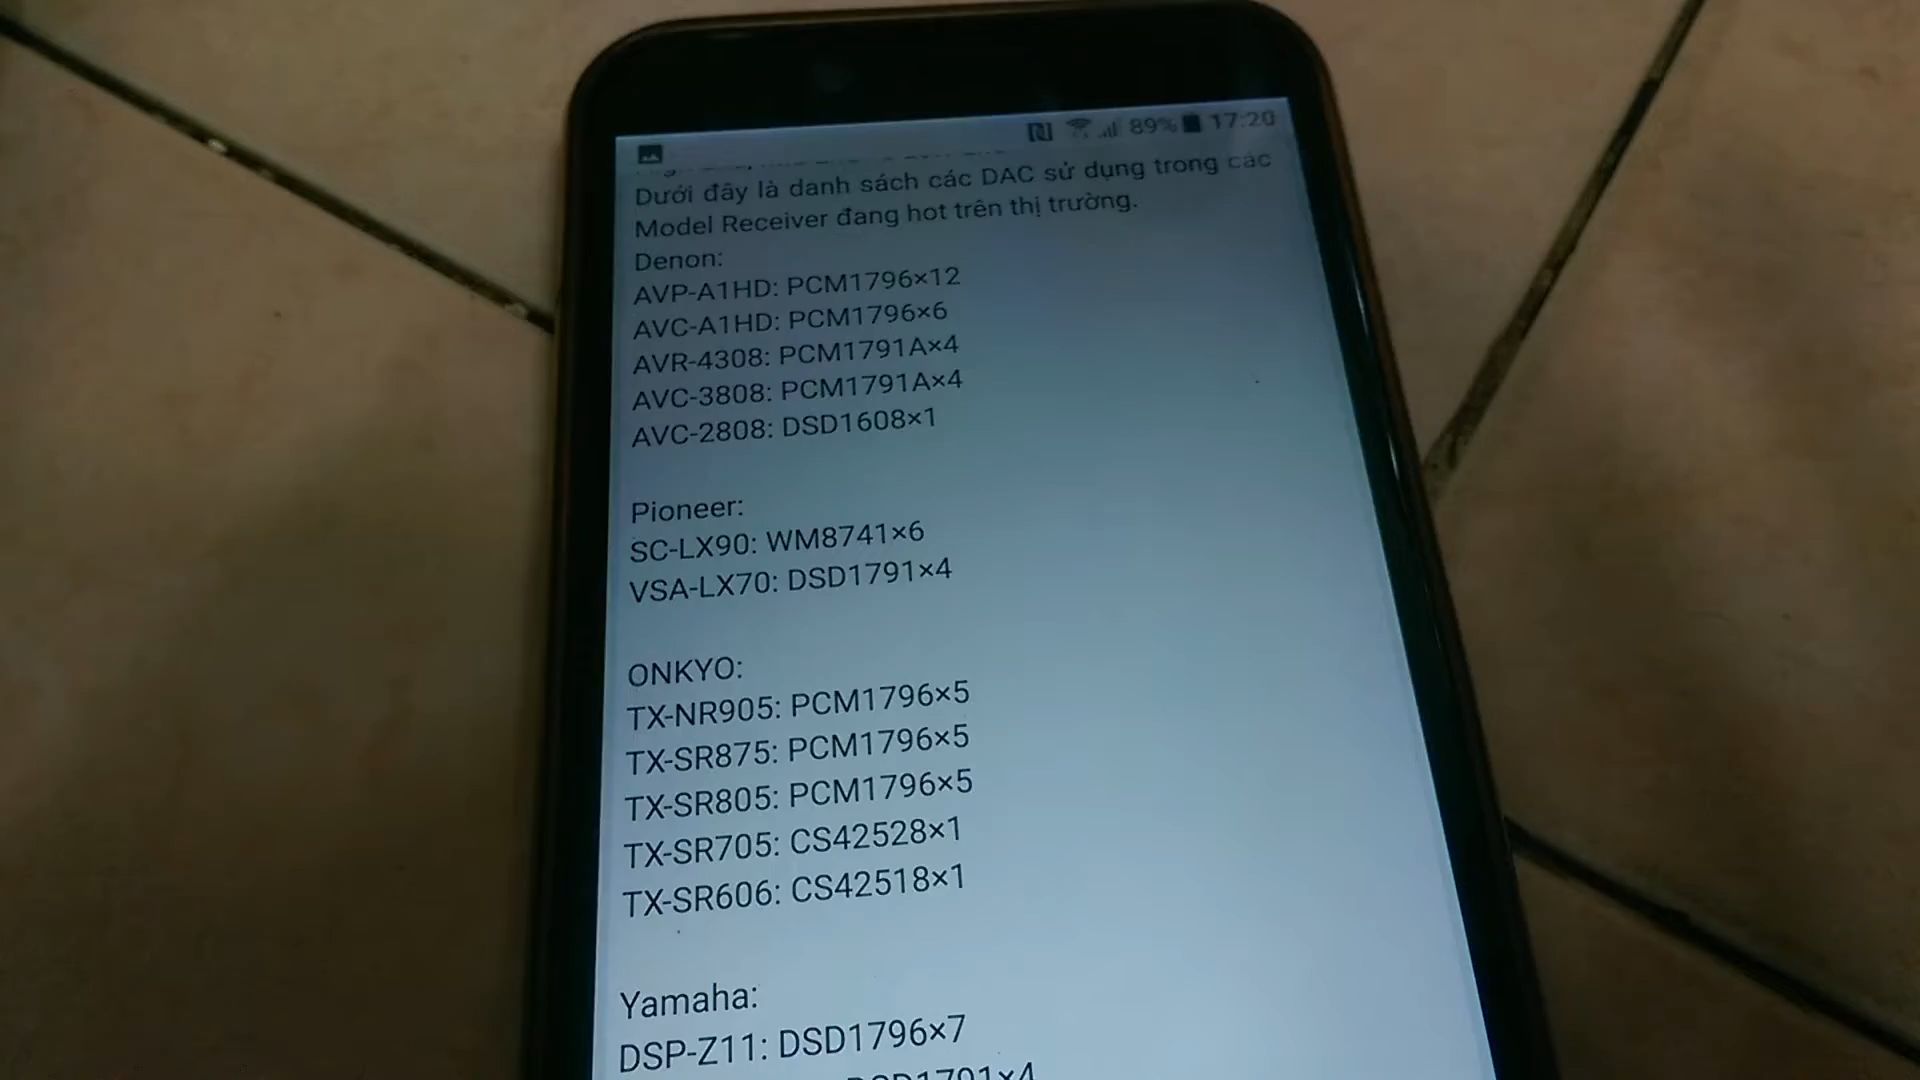 89% 17:20
Dưới đây là danh sách các DAC sử dụng trong các
Model Receiver đang hot trên thị trường.
Denon:
AVP-A1HD: PCM1796×12
AVC-A1HD: PCM1796×6
AVR-4308: PCM1791A×4
AVC-3808: PCM1791A×4
AVC-2808: DSD1608×1
Pioneer:
SC-LX90: WM8741×6
VSA-LX70: DSD1791×4
ONKYO:
TX-NR905: PCM1796×5
TX-SR875: PCM1796×5
TX-SR805: PCM1796×5
TX-SR705: CS42528×1
TX-SR606: CS42518×1
Yamaha:
DSP-Z11: DSD1796×7